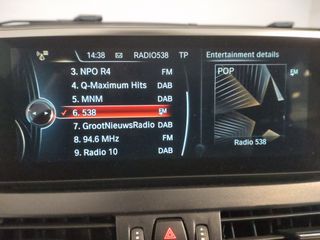 14:38 RADIO538 TP Entertainment details
3. NPO R4 FM
4. Q-Maximum Hits DAB
5. MNM DAB
✓ 6. 538 FM
7. GrootNieuwsRadio DAB
8. 94.6 MHz FM
9. Radio 10 DAB
POP FM
Radio 538